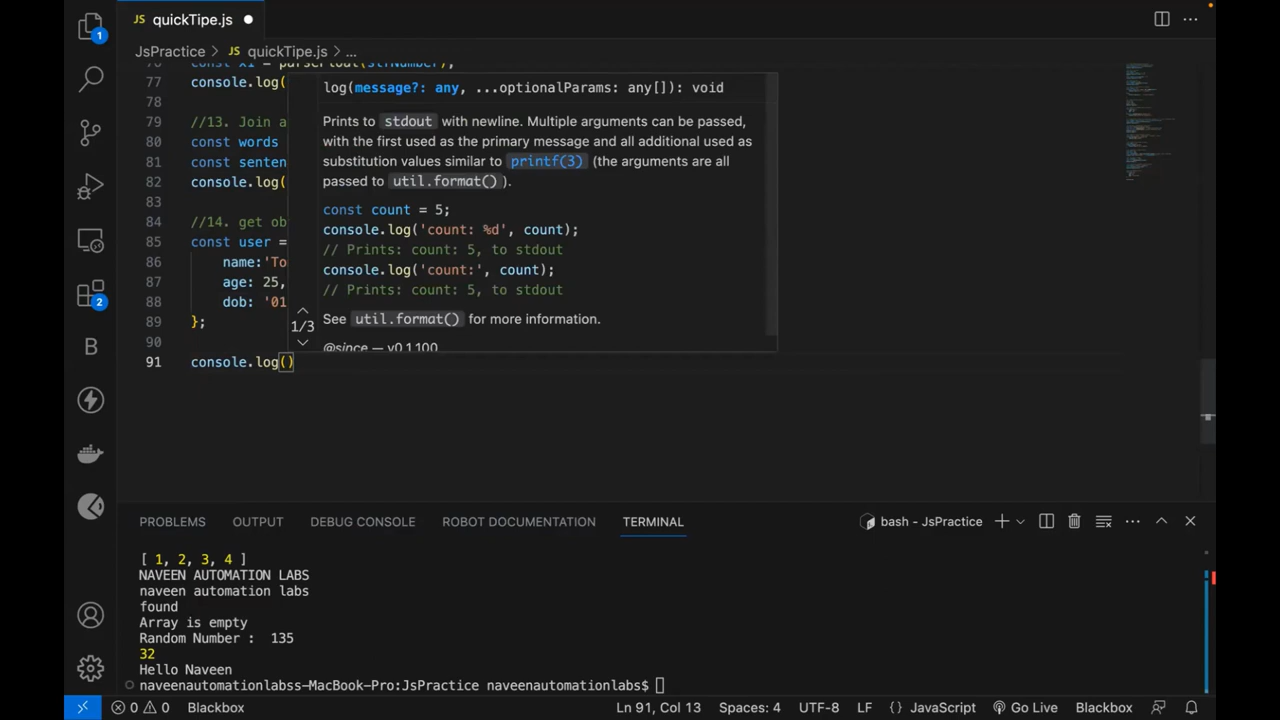 JS quickTipe.js
1
JsPractice > JS quickTipe.js > ...
77 console.log(
78
79 //13. Join a
80 const words
81 const senten
82 console.log(
83
84 //14. get ob
85 const user =
86 name:'To
87 age: 25,
88 dob: '01
89 };
90
91 console.log()
log(message?: any, ...optionalParams: any[]): void
Prints to stdout with newline. Multiple arguments can be passed,
with the first used as the primary message and all additional used as
substitution values similar to printf(3) (the arguments are all
passed to util.format()).
const count = 5;
console.log('count: %d', count);
// Prints: count: 5, to stdout
console.log('count:', count);
// Prints: count: 5, to stdout
1/3
See util.format() for more information.
@since — v0.1.100
2
B
PROBLEMS OUTPUT DEBUG CONSOLE ROBOT DOCUMENTATION TERMINAL bash - JsPractice
[ 1, 2, 3, 4 ]
NAVEEN AUTOMATION LABS
naveen automation labs
found
Array is empty
Random Number :  135
32
Hello Naveen
naveenautomationlabss-MacBook-Pro:JsPractice naveenautomationlabs$
0 0 Blackbox Ln 91, Col 13 Spaces: 4 UTF-8 LF {} JavaScript Go Live Blackbox